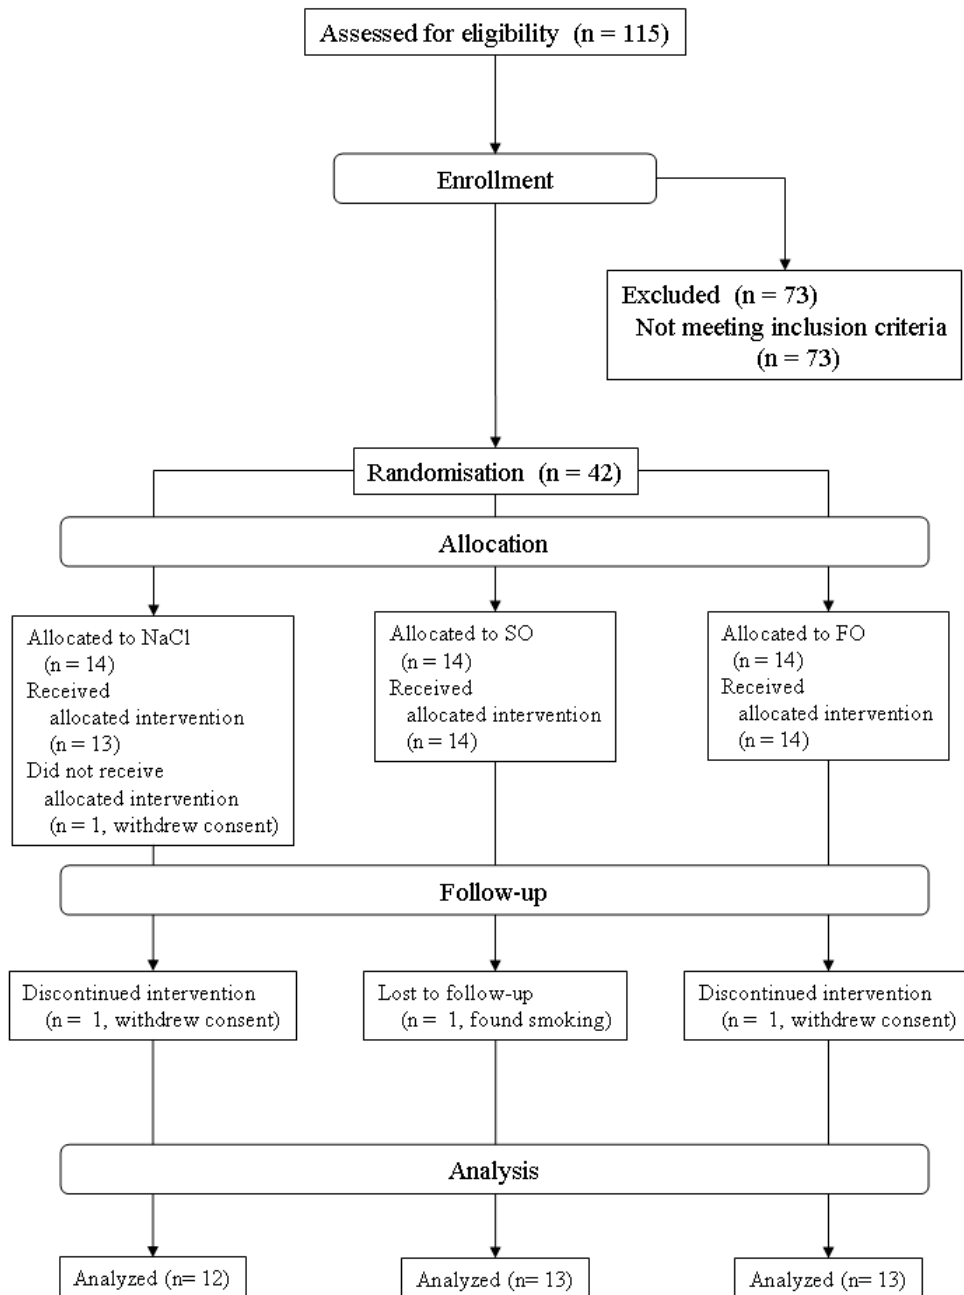 Assessed for eligibility (n = 115)
Enrollment
Excluded (n = 73)
Not meeting inclusion criteria
(n = 73)
Randomisation (n = 42)
Allocation
Allocated to NaCl
(n = 14)
Received
allocated intervention
(n = 13)
Did not receive
allocated intervention
(n = 1, withdrew consent)
Allocated to SO
(n = 14)
Received
allocated intervention
(n = 14)
Allocated to FO
(n = 14)
Received
allocated intervention
(n = 14)
Follow-up
Discontinued intervention
(n = 1, withdrew consent)
Lost to follow-up
(n = 1, found smoking)
Discontinued intervention
(n = 1, withdrew consent)
Analysis
Analyzed (n= 12)
Analyzed (n= 13)
Analyzed (n= 13)